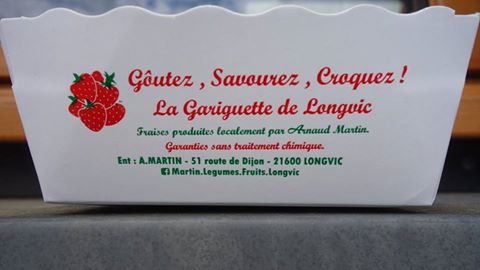 Goûtez , Savourez , Croquez !
La Gariguette de Longvic
Fraises produites localement par Arnaud Martin.
Garanties sans traitement chimique.
Ent : A.MARTIN - 51 route de Dijon - 21600 LONGVIC
Martin.Legumes.Fruits.Longvic